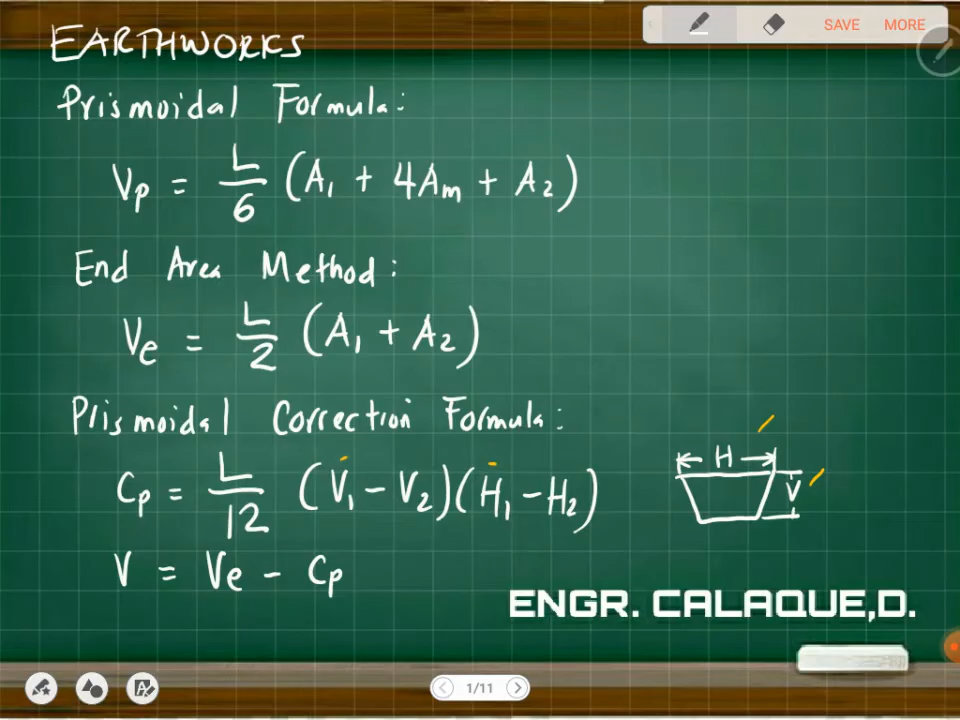 SAVE MORE
EARTHWORKS
Prismoidal Formula:
Vp = L/6 (A₁ + 4Am + A₂)
End Area Method:
Ve = L/2 (A₁ + A₂)
Prismoidal Correction Formula:
Cp = L/12 (V₁ - V₂)(H₁ - H₂)
H
V
V = Ve - Cp
ENGR. CALAQUE,D.
A
1/11